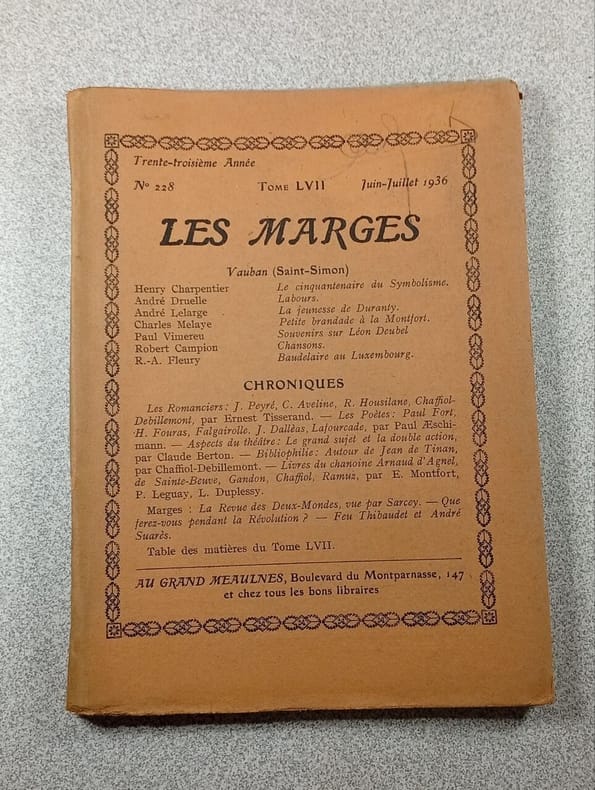 Trente-troisième Année
Nº 228 Tome LVII Juin-Juillet 1936
LES MARGES
Vauban (Saint-Simon)
Henry Charpentier Le cinquantenaire du Symbolisme.
André Druelle Labours.
André Lelarge La jeunesse de Duranty.
Charles Melaye Petite brandade à la Montfort.
Paul Vimereu Souvenirs sur Léon Deubel
Robert Campion Chansons.
R.-A. Fleury Baudelaire au Luxembourg.
CHRONIQUES
Les Romanciers : J. Peyré, C. Aveline, R. Housilane, Chaffiol-
Debillemont, par Ernest Tisserand. — Les Poètes : Paul Fort,
H. Fouras, Falgairolle, J. Dallèas, Lajourcade, par Paul Æschi-
mann. — Aspects du théâtre : Le grand sujet et la double action,
par Claude Berton. — Bibliophilie : Autour de Jean de Tinan,
par Chaffiol-Debillemont. — Livres du chanoine Arnaud d'Agnel,
de Sainte-Beuve, Gandon, Chaffiol, Ramuz, par E. Montfort,
P. Leguay, L. Duplessy.
Marges : La Revue des Deux-Mondes, vue par Sarcey. — Que
ferez-vous pendant la Révolution ? — Feu Thibaudet et André
Suarès.
Table des matières du Tome LVII.
AU GRAND MEAULNES, Boulevard du Montparnasse, 147
et chez tous les bons libraires